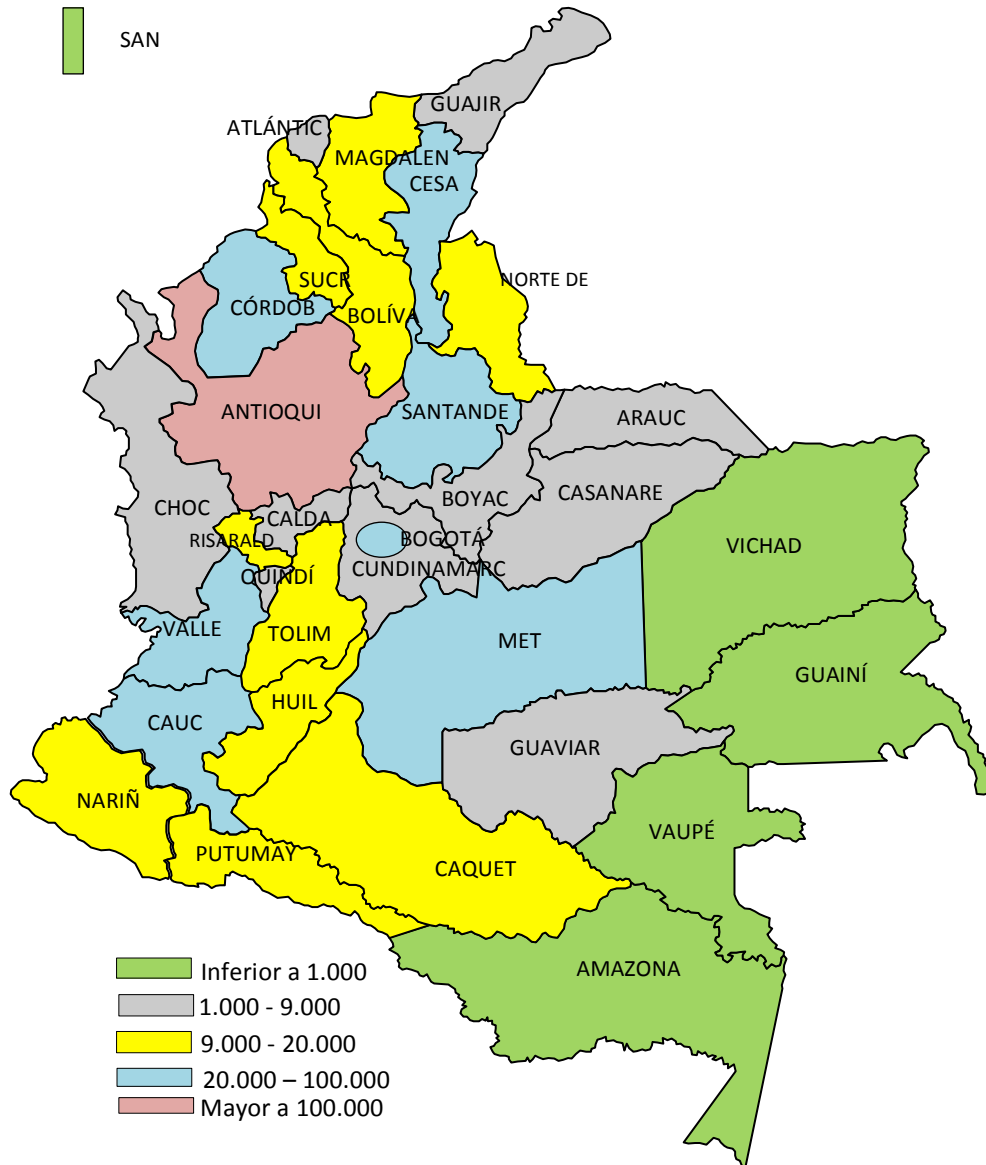 SAN
GUAJIR
ATLÁNTIC
MAGDALEN
CESA
NORTE DE
SUCR
CÓRDOB
BOLÍVA
ANTIOQUI
SANTANDE
ARAUC
CHOC
BOYAC
CASANARE
CALDA
RISARALD
BOGOTÁ
VICHAD
QUINDÍ
CUNDINAMARC
VALLE
TOLIM
MET
GUAINÍ
HUIL
CAUC
GUAVIAR
NARIÑ
VAUPÉ
PUTUMAY
CAQUET
AMAZONA
Inferior a 1.000
1.000 - 9.000
9.000 - 20.000
20.000 – 100.000
Mayor a 100.000